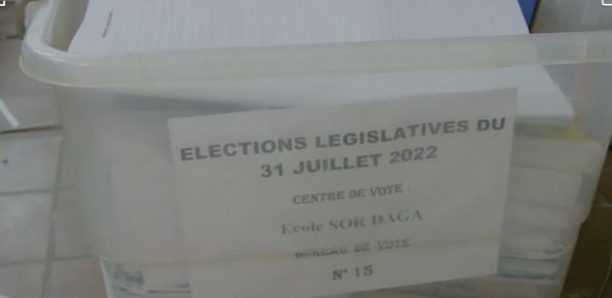 ELECTIONS LEGISLATIVES DU
31 JUILLET 2022
CENTRE DE VOTE :
Ecole SOR DAGA
BUREAU DE VOTE
N° 15